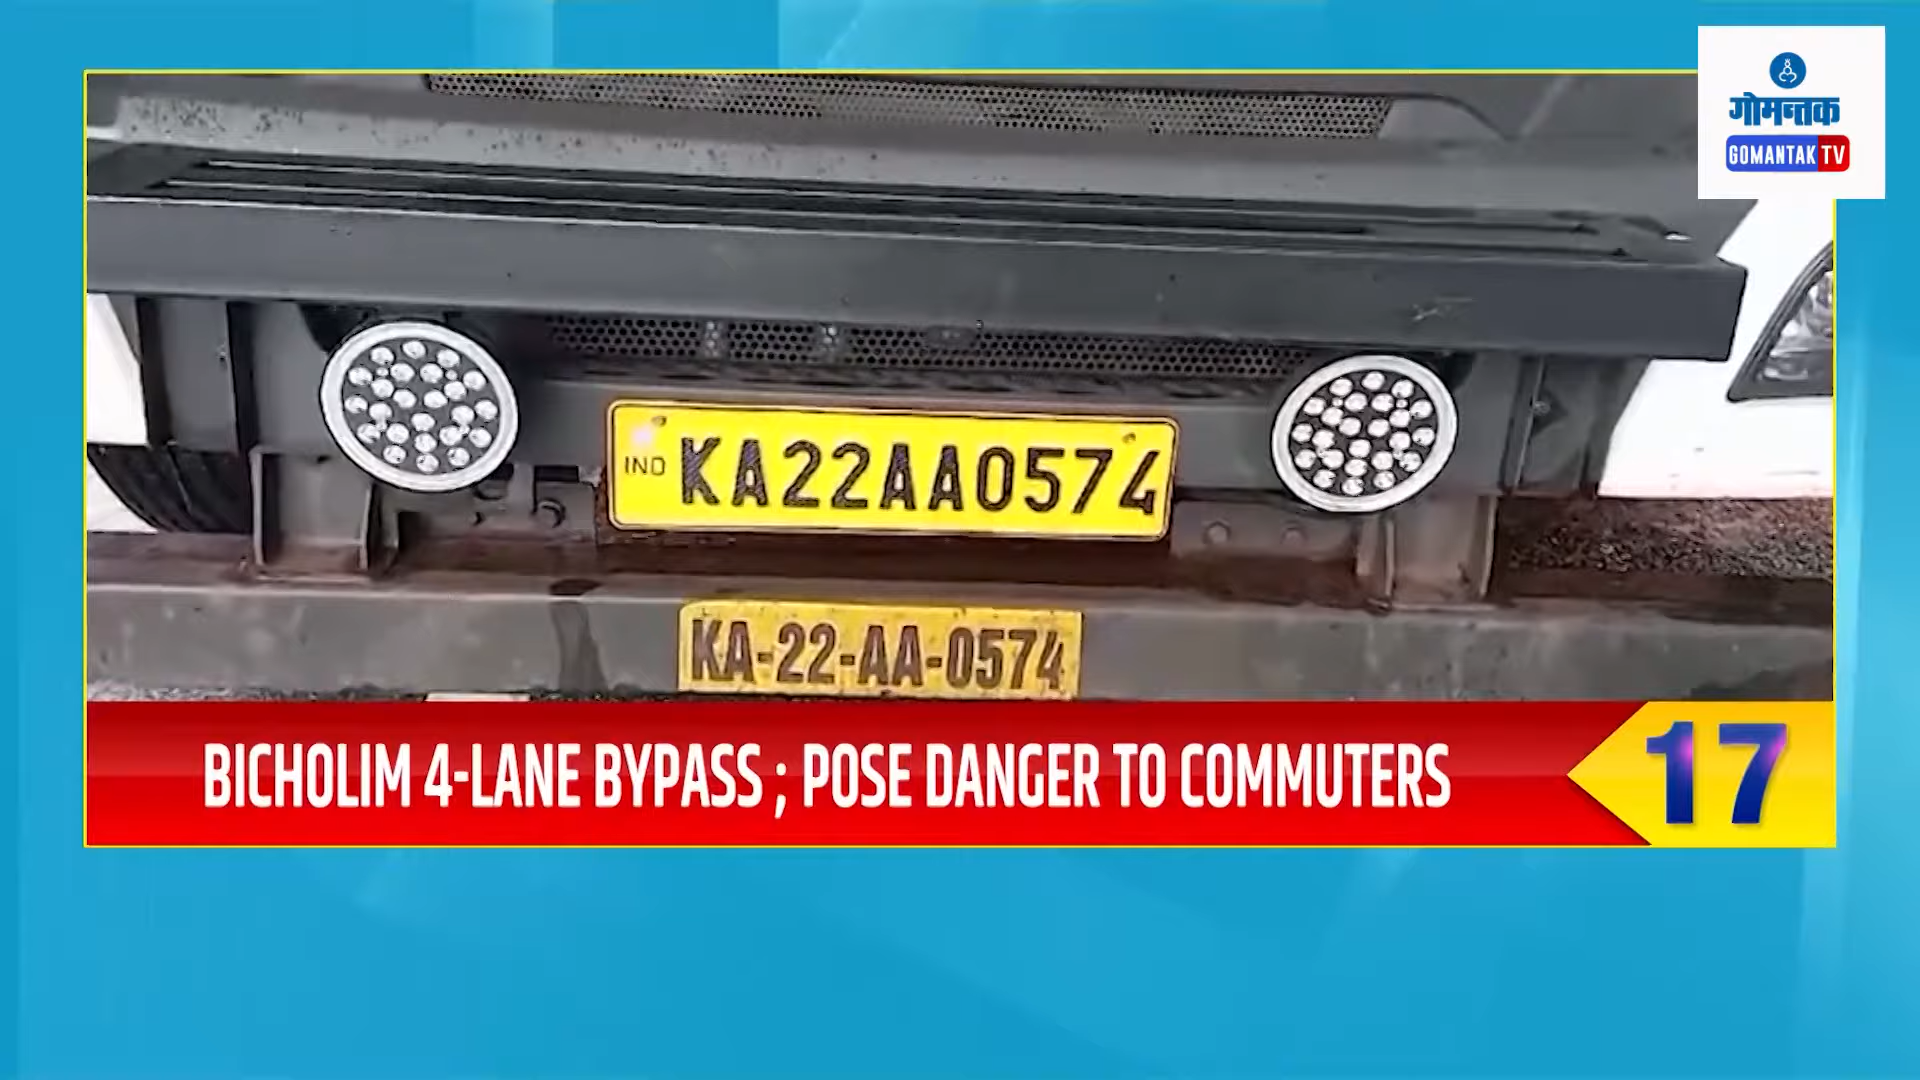 गोमन्तक
GOMANTAK TV
IND KA22AA0574
KA-22-AA-0574
BICHOLIM 4-LANE BYPASS ; POSE DANGER TO COMMUTERS
17